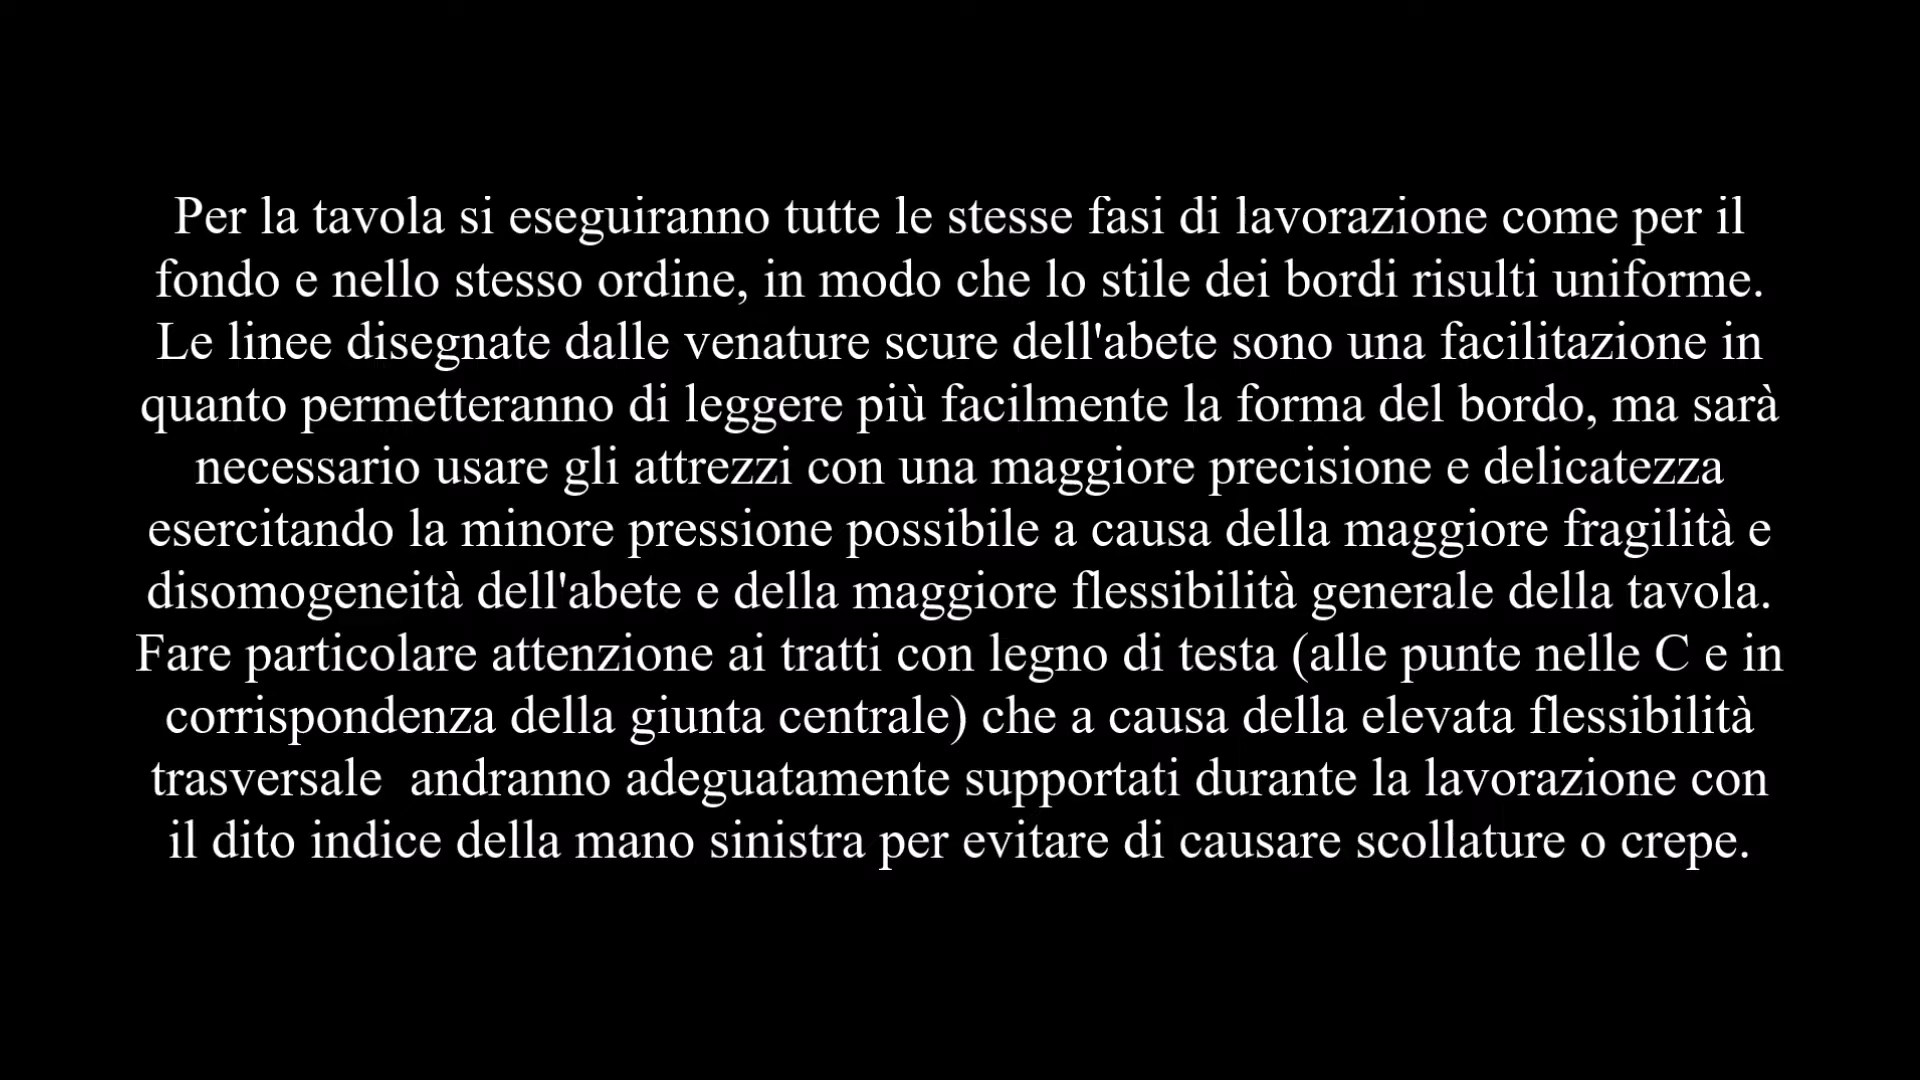 Per la tavola si eseguiranno tutte le stesse fasi di lavorazione come per il
fondo e nello stesso ordine, in modo che lo stile dei bordi risulti uniforme.
Le linee disegnate dalle venature scure dell'abete sono una facilitazione in
quanto permetteranno di leggere più facilmente la forma del bordo, ma sarà
necessario usare gli attrezzi con una maggiore precisione e delicatezza
esercitando la minore pressione possibile a causa della maggiore fragilità e
disomogeneità dell'abete e della maggiore flessibilità generale della tavola.
Fare particolare attenzione ai tratti con legno di testa (alle punte nelle C e in
corrispondenza della giunta centrale) che a causa della elevata flessibilità
trasversale  andranno adeguatamente supportati durante la lavorazione con
il dito indice della mano sinistra per evitare di causare scollature o crepe.